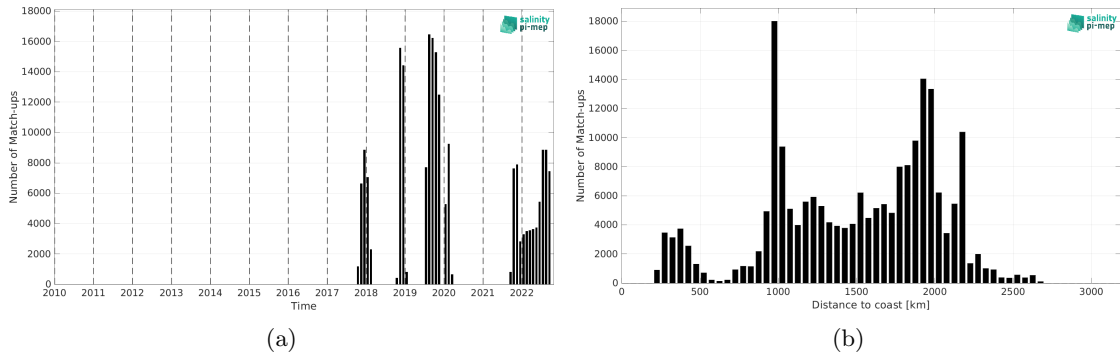 18000
16000
14000
12000
10000
8000
6000
4000
2000
0
Number of Match-ups
2010 2011 2012 2013 2014 2015 2016 2017 2018 2019 2020 2021 2022
Time
salinity
pi-mep
(a)
18000
16000
14000
12000
10000
8000
6000
4000
2000
0
Number of Match-ups
0 500 1000 1500 2000 2500 3000
Distance to coast [km]
salinity
pi-mep
(b)